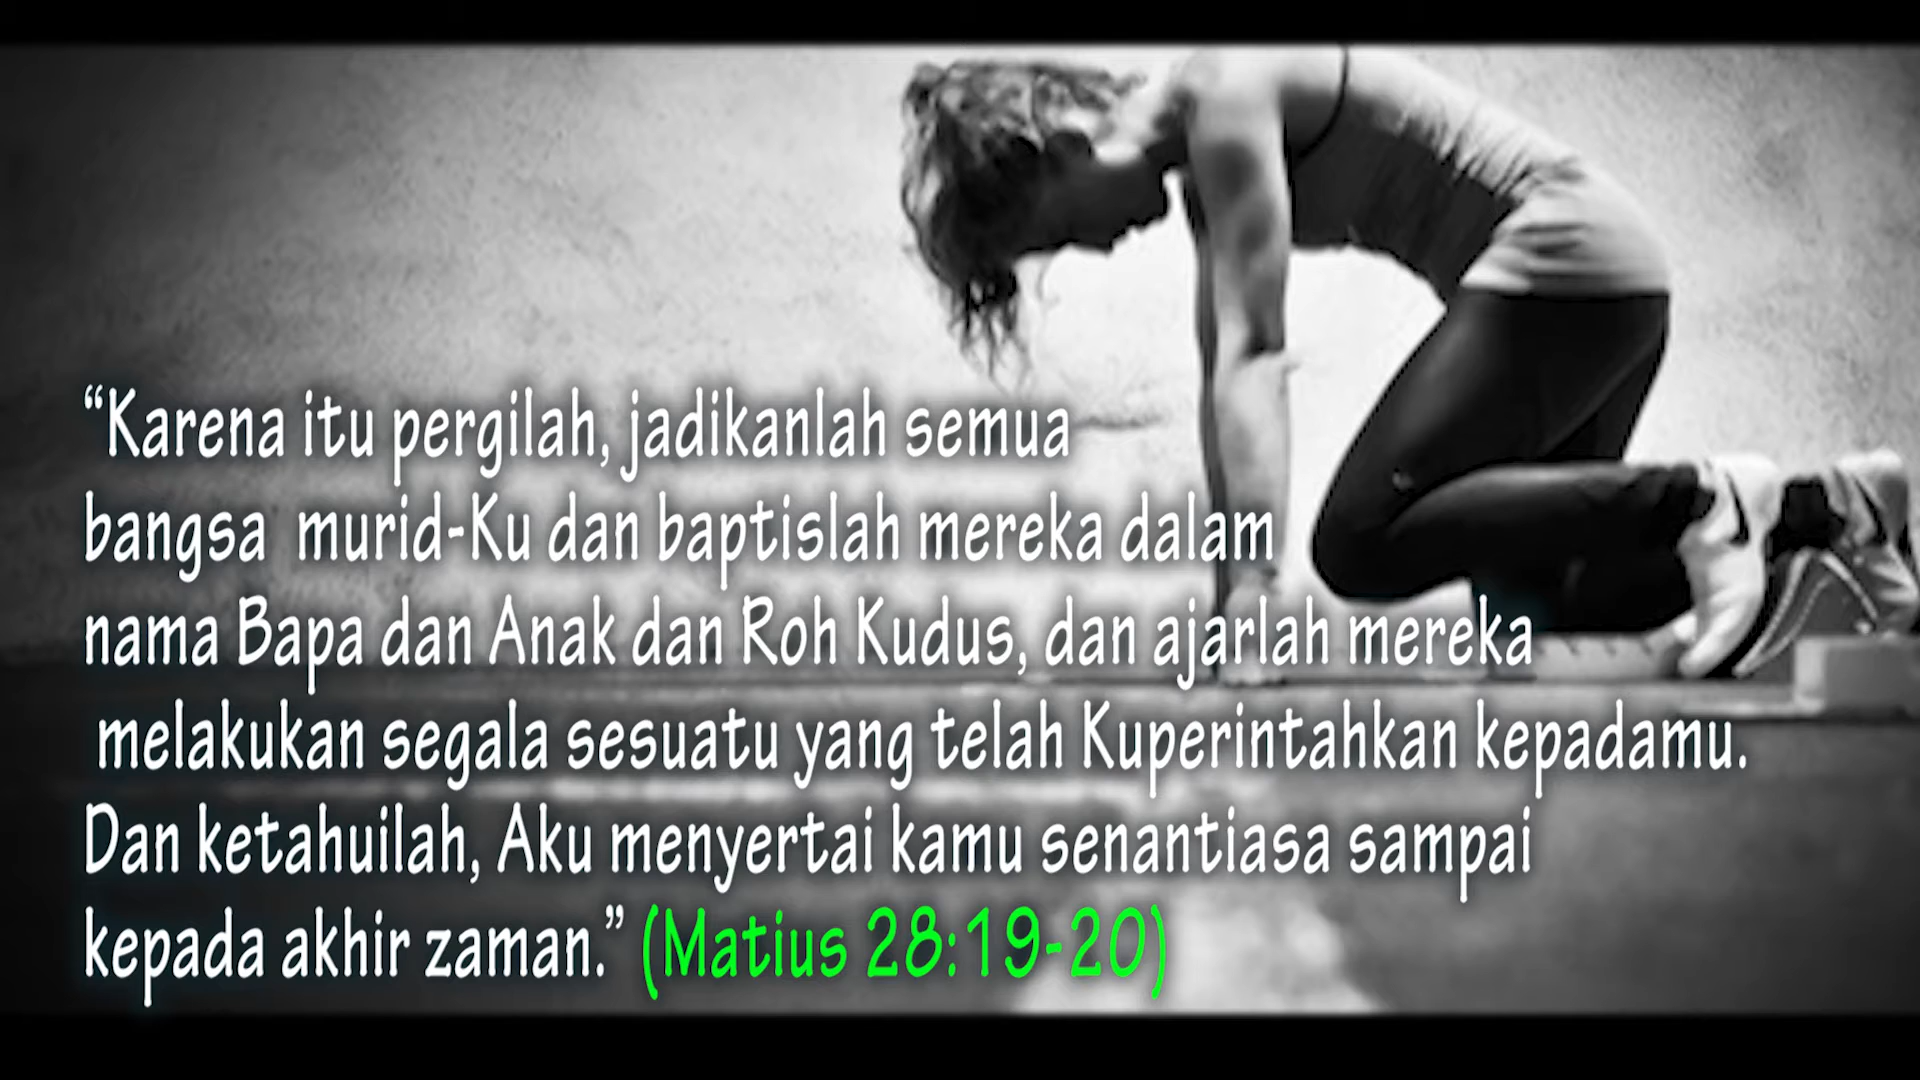 “Karena itu pergilah, jadikanlah semua
bangsa murid-Ku dan baptislah mereka dalam
nama Bapa dan Anak dan Roh Kudus, dan ajarlah mereka
melakukan segala sesuatu yang telah Kuperintahkan kepadamu.
Dan ketahuilah, Aku menyertai kamu senantiasa sampai
kepada akhir zaman.” (Matius 28:19-20)